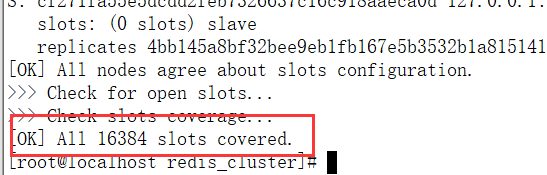 slots: (0 slots) slave
replicates 4bb145a8bf32bee9eb1fb167e5b3532b1a815141
[OK] All nodes agree about slots configuration.
>>> Check for open slots...
>>> Check slots coverage...
[OK] All 16384 slots covered.
[root@localhost redis_cluster]#